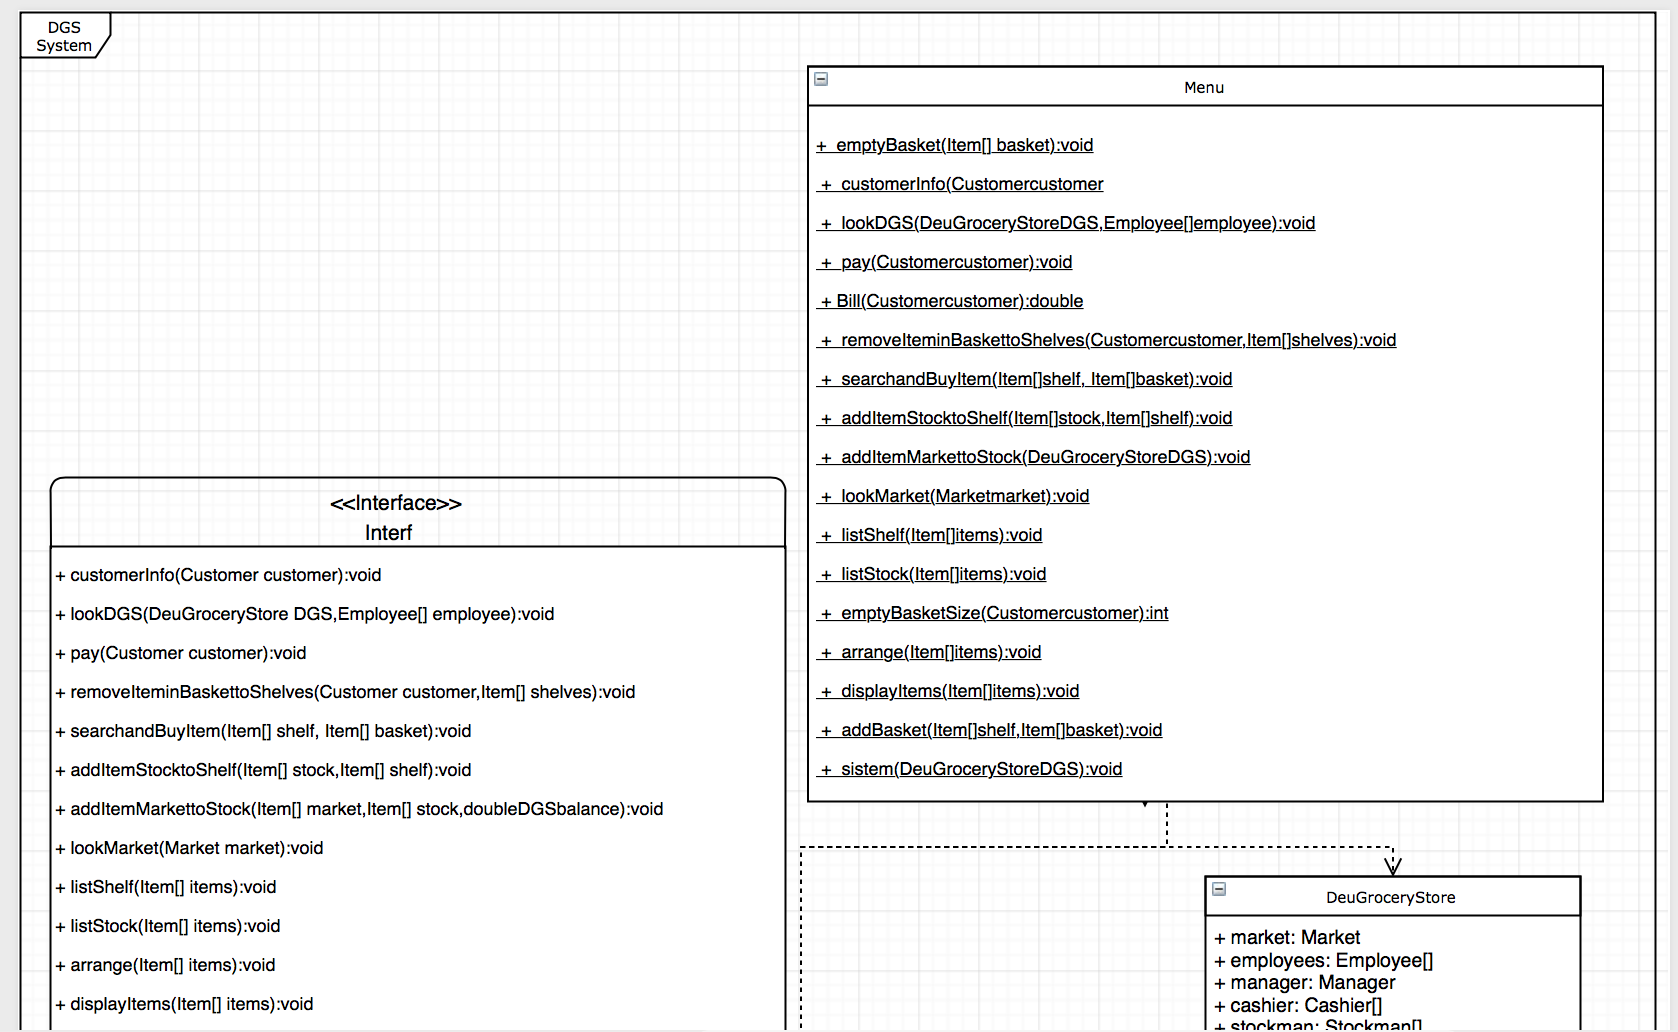 DGS
System
Menu
+ emptyBasket(Item[] basket):void
+ customerInfo(Customercustomer
+ lookDGS(DeuGroceryStoreDGS,Employee[]employee):void
+ pay(Customercustomer):void
+ Bill(Customercustomer):double
+ removeIteminBaskettoShelves(Customercustomer,Item[]shelves):void
+ searchandBuyItem(Item[]shelf, Item[]basket):void
+ addItemStocktoShelf(Item[]stock,Item[]shelf):void
+ addItemMarkettoStock(DeuGroceryStoreDGS):void
+ lookMarket(Marketmarket):void
+ listShelf(Item[]items):void
+ listStock(Item[]items):void
+ emptyBasketSize(Customercustomer):int
+ arrange(Item[]items):void
+ displayItems(Item[]items):void
+ addBasket(Item[]shelf,Item[]basket):void
+ sistem(DeuGroceryStoreDGS):void
<<Interface>>
Interf
+ customerInfo(Customer customer):void
+ lookDGS(DeuGroceryStore DGS,Employee[] employee):void
+ pay(Customer customer):void
+ removeIteminBaskettoShelves(Customer customer,Item[] shelves):void
+ searchandBuyItem(Item[] shelf, Item[] basket):void
+ addItemStocktoShelf(Item[] stock,Item[] shelf):void
+ addItemMarkettoStock(Item[] market,Item[] stock,doubleDGSbalance):void
+ lookMarket(Market market):void
+ listShelf(Item[] items):void
+ listStock(Item[] items):void
+ arrange(Item[] items):void
+ displayItems(Item[] items):void
DeuGroceryStore
+ market: Market
+ employees: Employee[]
+ manager: Manager
+ cashier: Cashier[]
+ stockman: Stockman[]